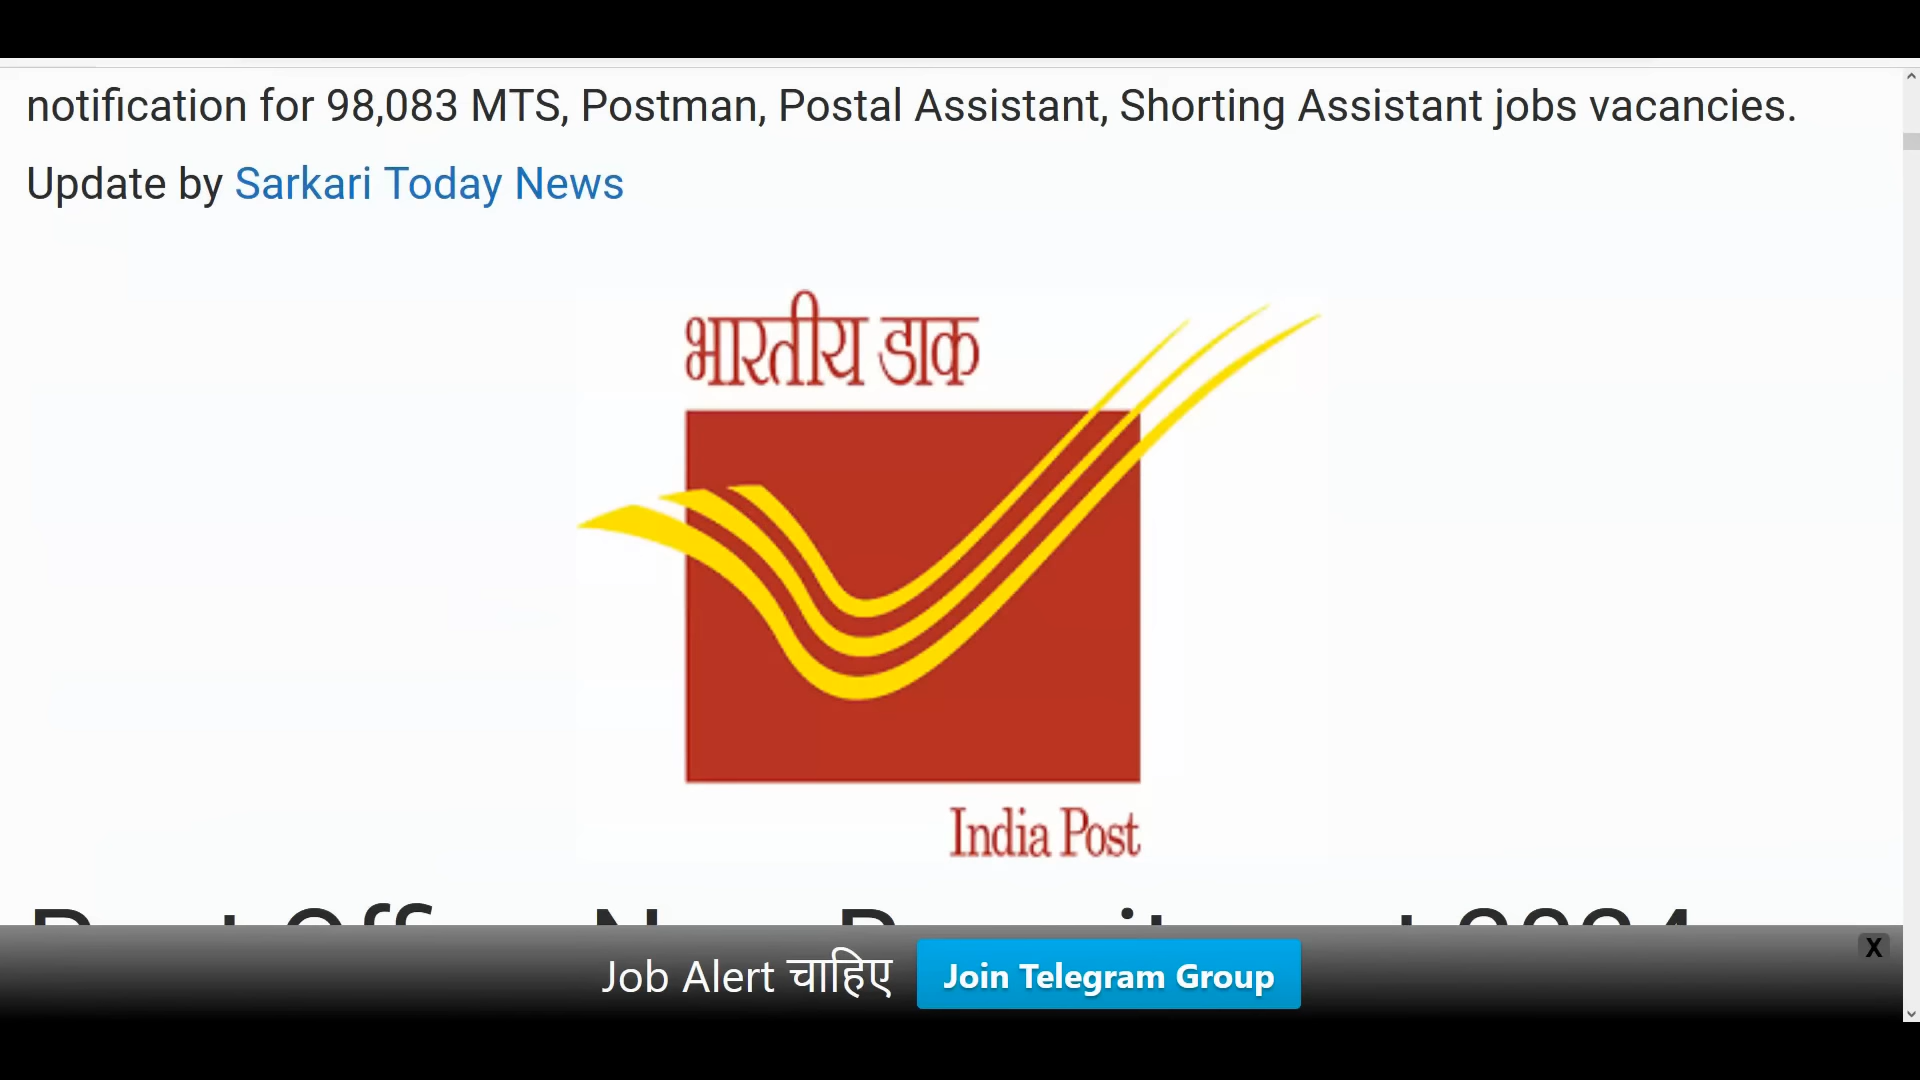 notification for 98,083 MTS, Postman, Postal Assistant, Shorting Assistant jobs vacancies.
Update by Sarkari Today News
भारतीय डाक
India Post
Job Alert चाहिए Join Telegram Group
X